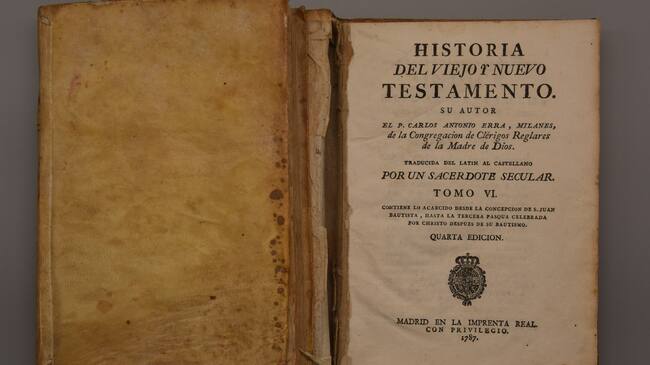 HISTORIA
DEL VIEJO Y NUEVO
TESTAMENTO.
SU AUTOR
EL P. CARLOS ANTONIO ERRA, MILANES,
de la Congregacion de Clérigos Reglares
de la Madre de Dios.
TRADUCIDA DEL LATIN AL CASTELLANO
POR UN SACERDOTE SECULAR.
TOMO VI.
CONTIENE LO ACAECIDO DESDE LA CONCEPCION DE S. JUAN
BAUTISTA, HASTA LA TERCERA PASQUA CELEBRADA
POR CHRISTO DESPUES DE SU BAUTISMO.
QUARTA EDICION.
MADRID EN LA IMPRENTA REAL.
CON PRIVILEGIO.
1787.